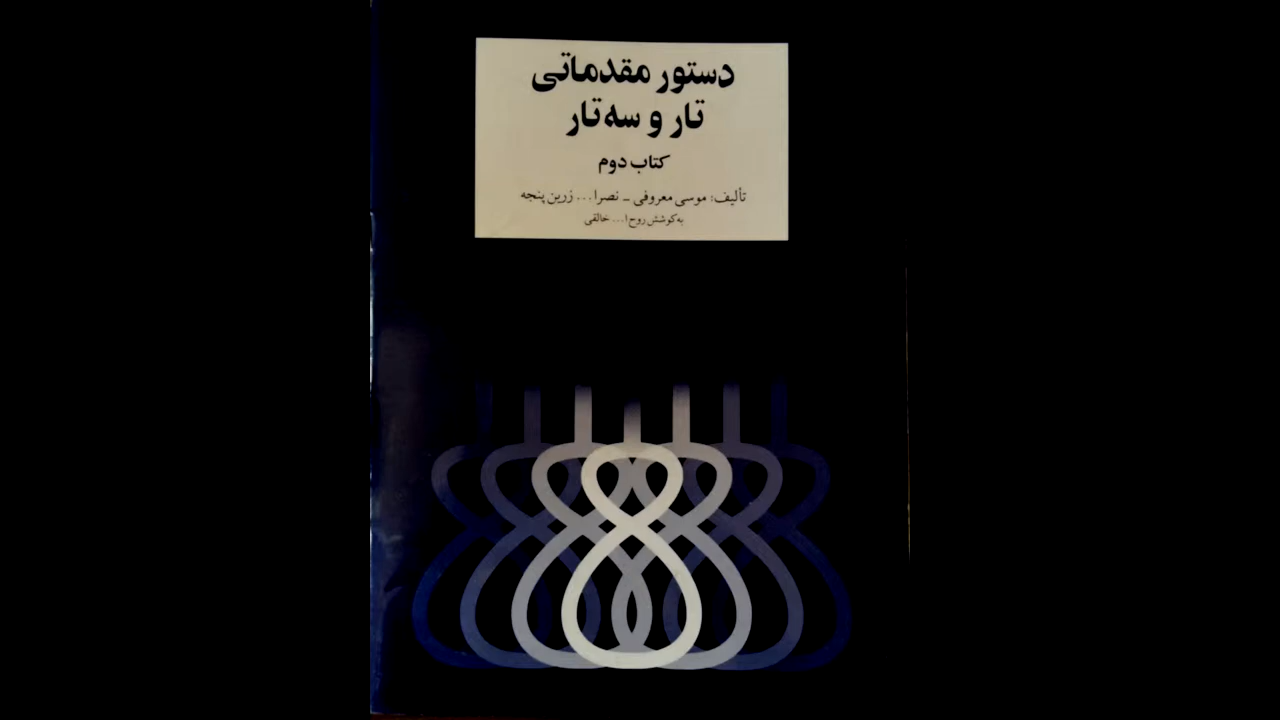 دستور مقدماتی
تار و سه‌تار
کتاب دوم
تألیف: موسی معروفی ـ نصرا... زرین پنجه
به‌کوشش روح‌ا... خالقی